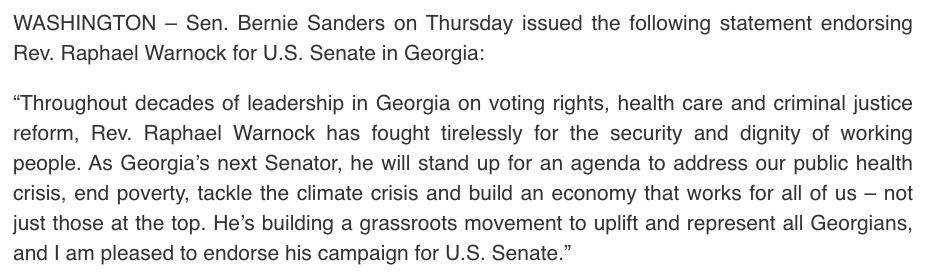 WASHINGTON – Sen. Bernie Sanders on Thursday issued the following statement endorsing
Rev. Raphael Warnock for U.S. Senate in Georgia:
“Throughout decades of leadership in Georgia on voting rights, health care and criminal justice
reform, Rev. Raphael Warnock has fought tirelessly for the security and dignity of working
people. As Georgia’s next Senator, he will stand up for an agenda to address our public health
crisis, end poverty, tackle the climate crisis and build an economy that works for all of us – not
just those at the top. He’s building a grassroots movement to uplift and represent all Georgians,
and I am pleased to endorse his campaign for U.S. Senate.”